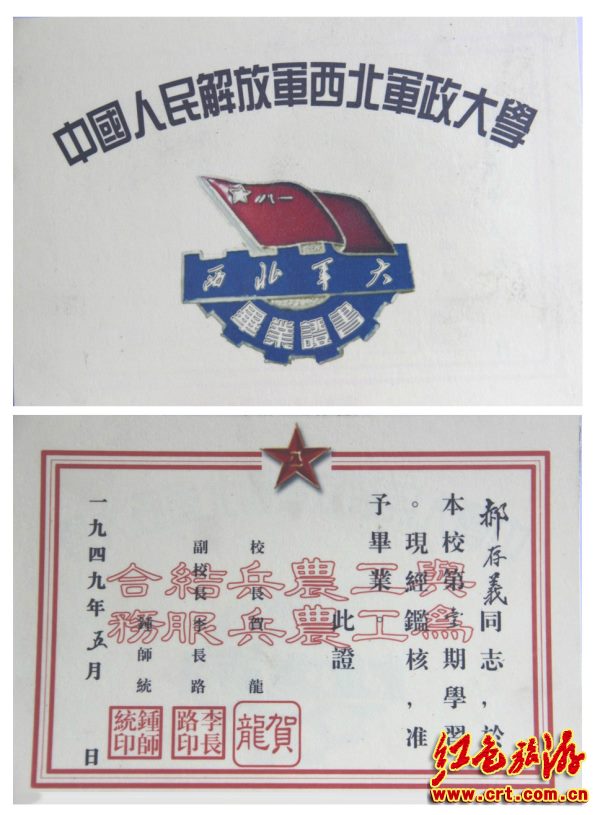 中國人民解放軍西北軍政大學
八一
西北军大
畢業證書
郝存義同志,於
本校第期學習
。現經鑑核,准
予畢業。
此證
與工農兵結合
爲工農兵服務
校長賀龍
副校長李長路
鍾師統
一九四九年五月 日
賀龍
李長路印
鍾師統印
红色旅游
www.crt.com.cn